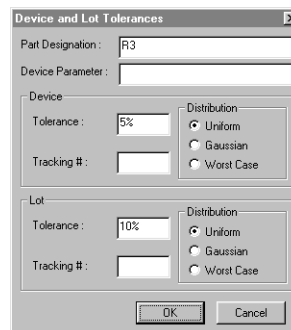 Device and Lot Tolerances
Part Designation : R3
Device Parameter :
Device
Tolerance : 5%
Tracking # :
Distribution
Uniform
Gaussian
Worst Case
Lot
Tolerance : 10%
Tracking # :
Distribution
Uniform
Gaussian
Worst Case
OK Cancel